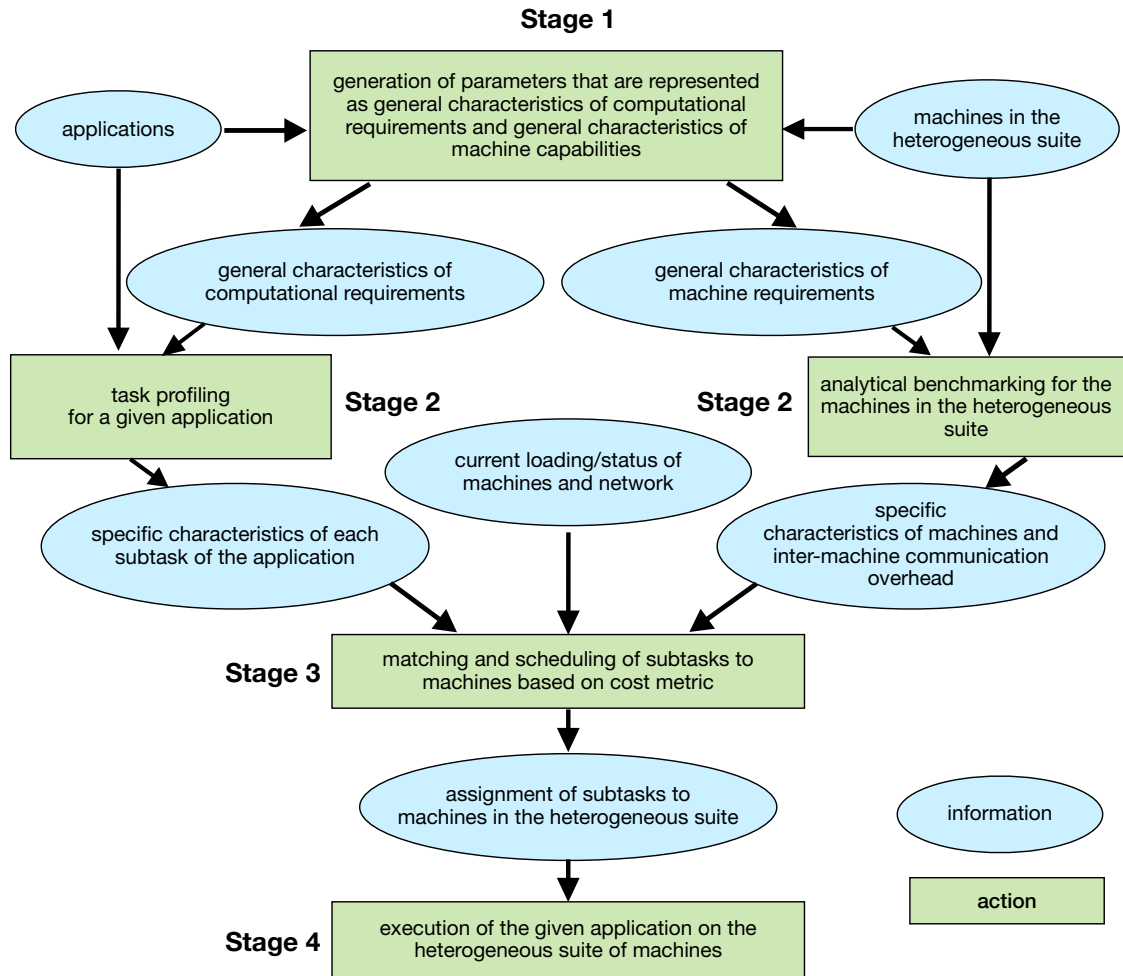 Stage 1
generation of parameters that are represented
as general characteristics of computational
requirements and general characteristics of
machine capabilities
applications
machines in the
heterogeneous suite
general characteristics of
computational requirements
general characteristics of
machine requirements
task profiling
for a given application
Stage 2
Stage 2
analytical benchmarking for the
machines in the heterogeneous
suite
current loading/status of
machines and network
specific characteristics of each
subtask of the application
specific
characteristics of machines and
inter-machine communication
overhead
Stage 3
matching and scheduling of subtasks to
machines based on cost metric
assignment of subtasks to
machines in the heterogeneous suite
information
action
Stage 4
execution of the given application on the
heterogeneous suite of machines